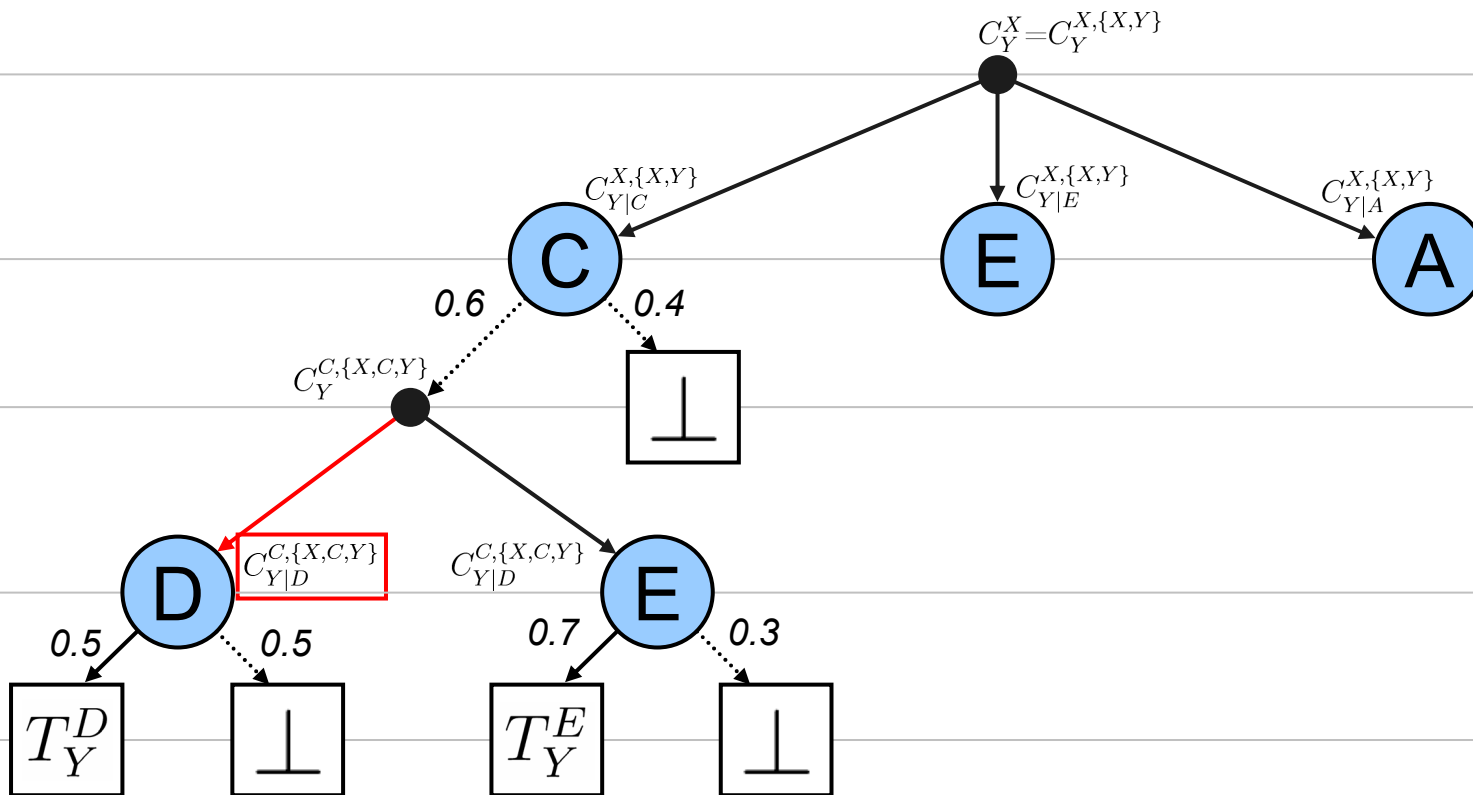 $C_Y^X = C_Y^{X,\{X,Y\}}$
$C_{Y|C}^{X,\{X,Y\}}$
$C_{Y|E}^{X,\{X,Y\}}$
$C_{Y|A}^{X,\{X,Y\}}$
C
E
A
0.6
0.4
$C_Y^{C,\{X,C,Y\}}$
⊥
D
$C_{Y|D}^{C,\{X,C,Y\}}$
$C_{Y|D}^{C,\{X,C,Y\}}$
E
0.5
0.5
0.7
0.3
$T_Y^D$
⊥
$T_Y^E$
⊥